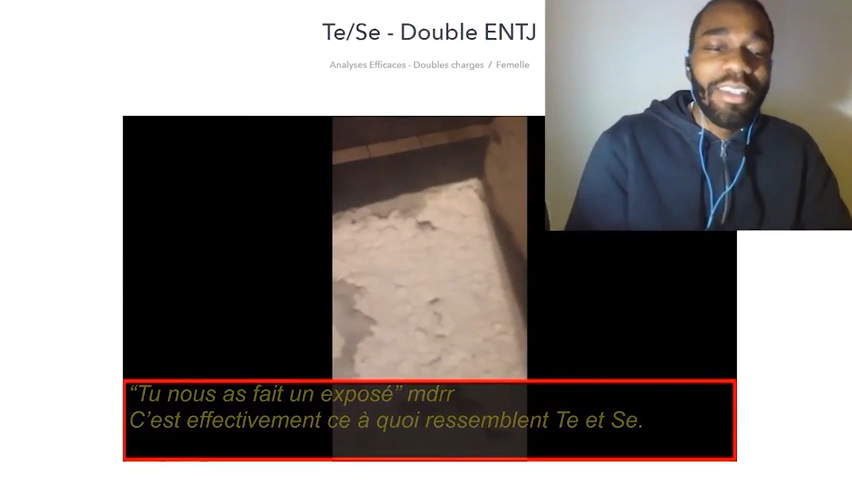 Te/Se - Double ENTJ
Analyses Efficaces - Doubles charges / Femelle
“Tu nous as fait un exposé” mdrr
C’est effectivement ce à quoi ressemblent Te et Se.